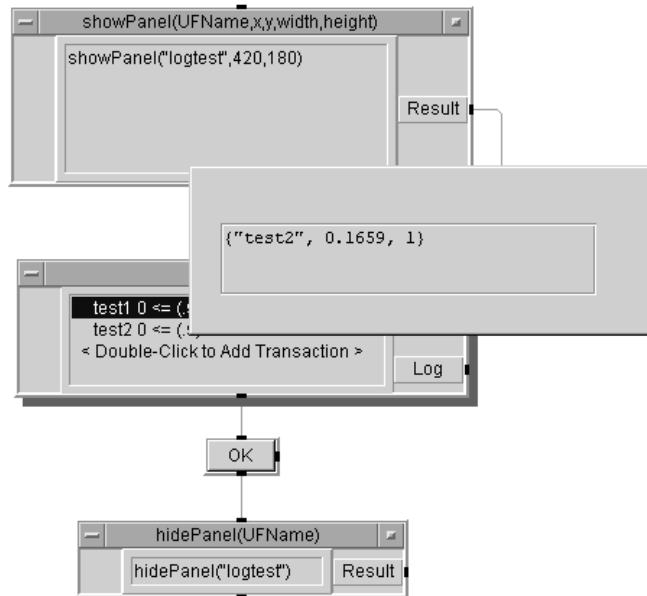 showPanel(UFName,x,y,width,height)
showPanel("logtest",420,180)
Result
{"test2", 0.1659, 1}
test1 0 <= (.
test2 0 <= (.
< Double-Click to Add Transaction >
Log
OK
hidePanel(UFName)
hidePanel("logtest")
Result